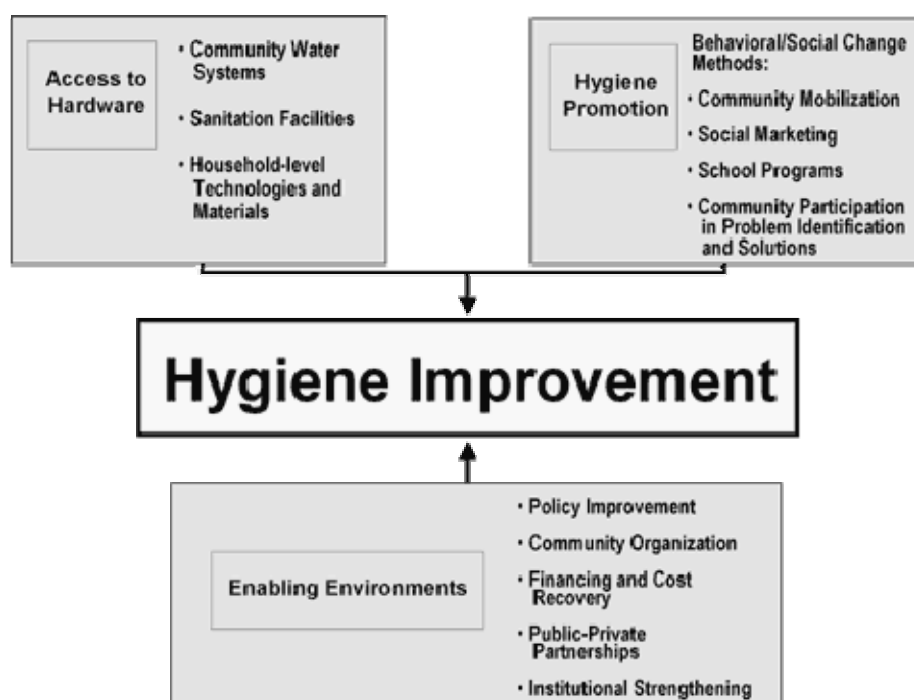 Access to
Hardware
• Community Water
Systems
• Sanitation Facilities
• Household-level
Technologies and
Materials
Hygiene
Promotion
Behavioral/Social Change
Methods:
• Community Mobilization
• Social Marketing
• School Programs
• Community Participation
in Problem Identification
and Solutions
Hygiene Improvement
Enabling Environments
• Policy Improvement
• Community Organization
• Financing and Cost
Recovery
• Public-Private
Partnerships
• Institutional Strengthening